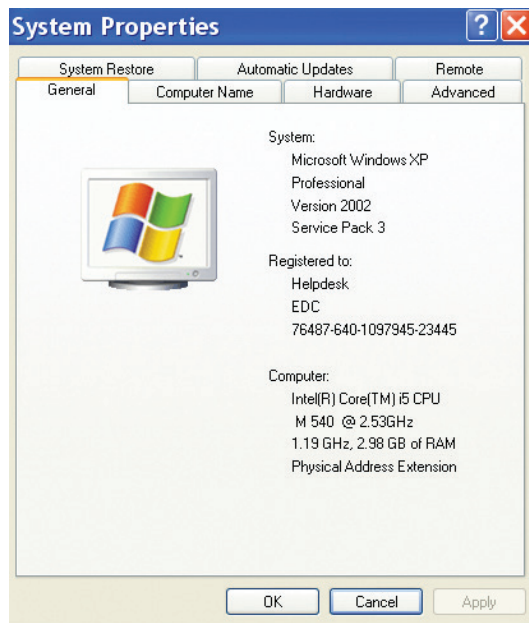 System Properties
System Restore
Automatic Updates
Remote
General
Computer Name
Hardware
Advanced
System:
Microsoft Windows XP
Professional
Version 2002
Service Pack 3
Registered to:
Helpdesk
EDC
76487-640-1097945-23445
Computer:
Intel(R) Core(TM) i5 CPU
M 540 @ 2.53GHz
1.19 GHz, 2.98 GB of RAM
Physical Address Extension
OK
Cancel
Apply